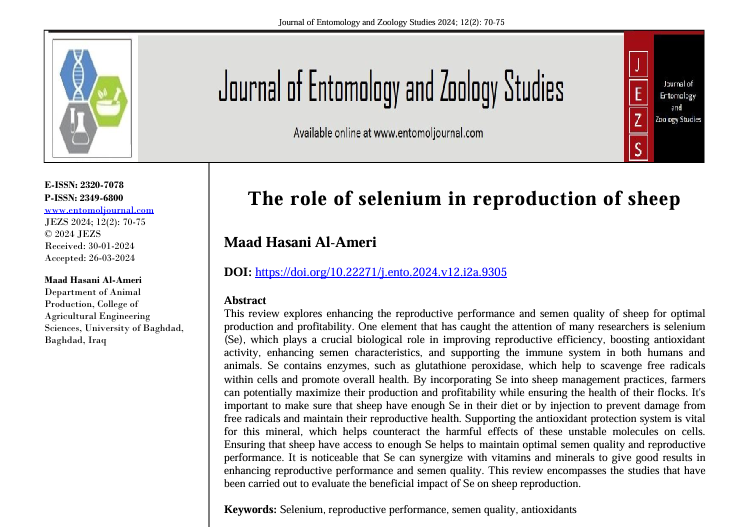 Journal of Entomology and Zoology Studies 2024; 12(2): 70-75
Journal of Entomology and Zoology Studies
Available online at www.entomoljournal.com
J
E
Z
S
Journal of
Entomology
and
Zoology Studies
E-ISSN: 2320-7078
P-ISSN: 2349-6800
www.entomoljournal.com
JEZS 2024; 12(2): 70-75
© 2024 JEZS
Received: 30-01-2024
Accepted: 26-03-2024
Maad Hasani Al-Ameri
Department of Animal
Production, College of
Agricultural Engineering
Sciences, University of Baghdad,
Baghdad, Iraq
The role of selenium in reproduction of sheep
Maad Hasani Al-Ameri
DOI: https://doi.org/10.22271/j.ento.2024.v12.i2a.9305
Abstract
This review explores enhancing the reproductive performance and semen quality of sheep for optimal
production and profitability. One element that has caught the attention of many researchers is selenium
(Se), which plays a crucial biological role in improving reproductive efficiency, boosting antioxidant
activity, enhancing semen characteristics, and supporting the immune system in both humans and
animals. Se contains enzymes, such as glutathione peroxidase, which help to scavenge free radicals
within cells and promote overall health. By incorporating Se into sheep management practices, farmers
can potentially maximize their production and profitability while ensuring the health of their flocks. It's
important to make sure that sheep have enough Se in their diet or by injection to prevent damage from
free radicals and maintain their reproductive health. Supporting the antioxidant protection system is vital
for this mineral, which helps counteract the harmful effects of these unstable molecules on cells.
Ensuring that sheep have access to enough Se helps to maintain optimal semen quality and reproductive
performance. It is noticeable that Se can synergize with vitamins and minerals to give good results in
enhancing reproductive performance and semen quality. This review encompasses the studies that have
been carried out to evaluate the beneficial impact of Se on sheep reproduction.
Keywords: Selenium, reproductive performance, semen quality, antioxidants